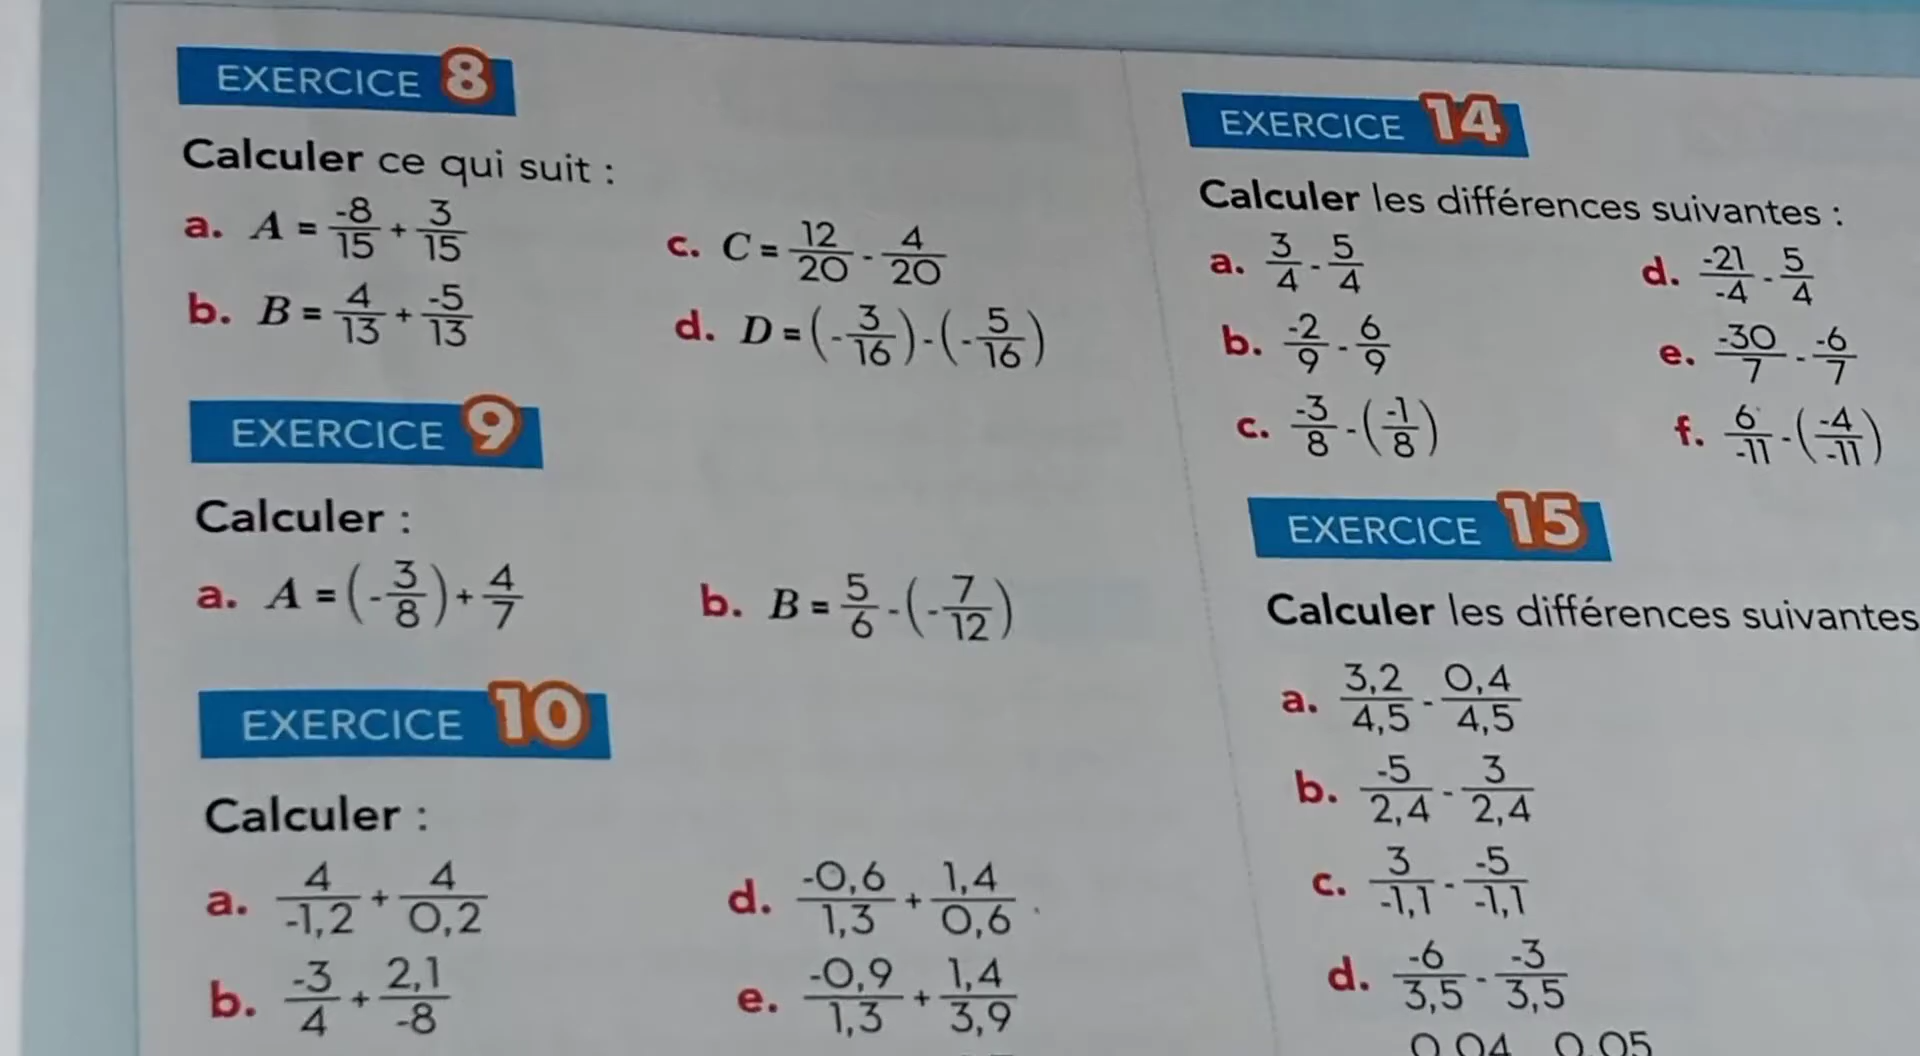 EXERCICE 8
Calculer ce qui suit :
a. A = -8/15 + 3/15
b. B = 4/13 + -5/13
c. C = 12/20 - 4/20
d. D = (-3/16) - (-5/16)
EXERCICE 9
Calculer :
a. A = (-3/8) + 4/7
b. B = 5/6 - (-7/12)
EXERCICE 10
Calculer :
a. 4/-1,2 + 4/0,2
b. -3/4 + 2,1/-8
d. -0,6/1,3 + 1,4/0,6
e. -0,9/1,3 + 1,4/3,9
EXERCICE 14
Calculer les différences suivantes :
a. 3/4 - 5/4
b. -2/9 - 6/9
c. -3/8 - (-1/8)
d. -21/-4 - 5/4
e. -30/7 - -6/7
f. 6/-11 - (-4/-11)
EXERCICE 15
Calculer les différences suivantes
a. 3,2/4,5 - 0,4/4,5
b. -5/2,4 - 3/2,4
c. 3/-1,1 - -5/-1,1
d. -6/3,5 - -3/3,5
0,04 0,05